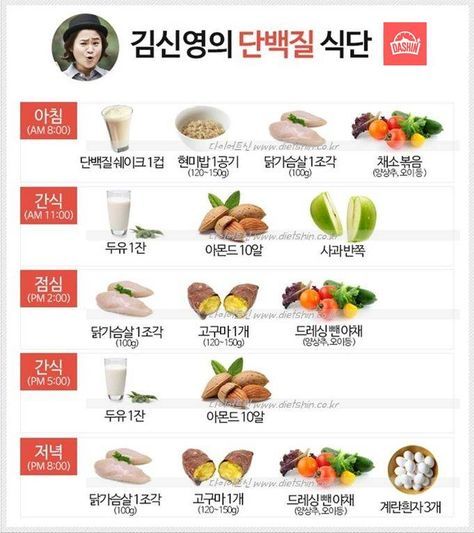 김신영의 단백질 식단
DASHIN
아침
(AM 8:00)
단백질 쉐이크 1컵
현미밥 1공기
(120~150g)
닭가슴살 1조각
(100g)
채소 볶음
(양상추, 오이 등)
다이어트신 www.dietshin.co.kr
간식
(AM 11:00)
두유 1잔
아몬드 10알
사과 반쪽
다이어트신 www.dietshin.co.kr
점심
(PM 2:00)
닭가슴살 1조각
(100g)
고구마 1개
(120~150g)
드레싱 뺀 야채
(양상추, 오이등)
다이어트신 www.dietshin.co.kr
간식
(PM 5:00)
두유 1잔
아몬드 10알
다이어트신 www.dietshin.co.kr
저녁
(PM 8:00)
닭가슴살 1조각
(100g)
고구마 1개
(120~150g)
드레싱 뺀 야채
(양상추, 오이등)
계란흰자 3개
다이어트신 www.dietshin.co.kr